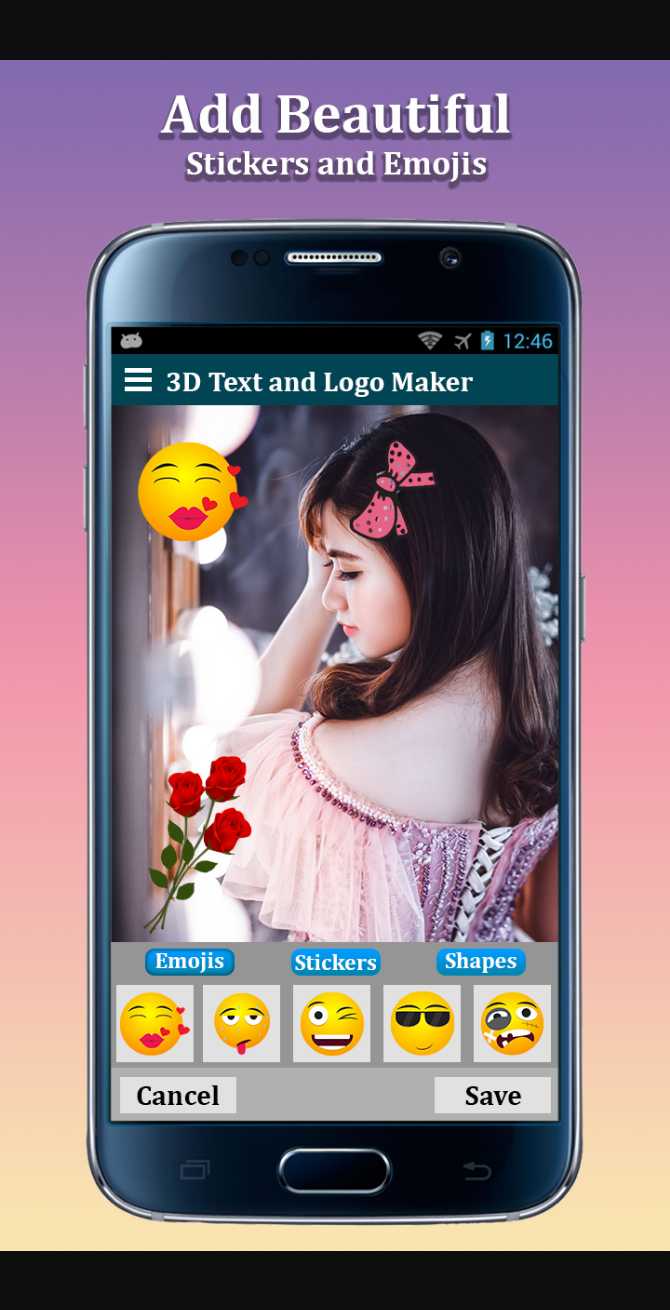 Add Beautiful
Stickers and Emojis
12:46
3D Text and Logo Maker
Emojis Stickers Shapes
Cancel Save